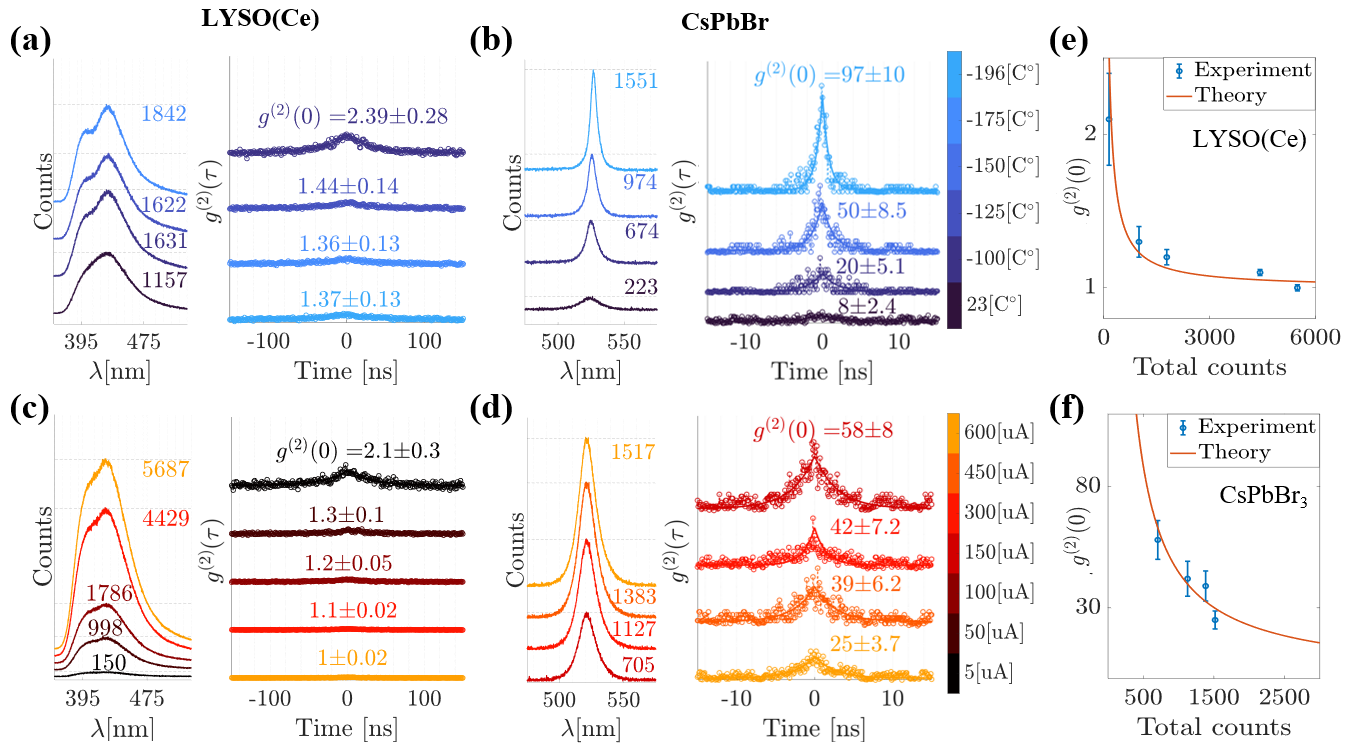 LYSO(Ce)
CsPbBr
(a)
1842
1622
1631
1157
Counts
395 475
λ[nm]
g⁽²⁾(0) =2.39±0.28
1.44±0.14
1.36±0.13
1.37±0.13
g⁽²⁾(τ)
-100 0 100
Time [ns]
(b)
1551
974
674
223
Counts
500 550
λ[nm]
g⁽²⁾(0) =97±10
50±8.5
20±5.1
8±2.4
g⁽²⁾(τ)
-10 0 10
Time [ns]
-196[C°]
-175[C°]
-150[C°]
-125[C°]
-100[C°]
23[C°]
(e)
Experiment
Theory
LYSO(Ce)
g⁽²⁾(0)
2
1
0 3000 6000
Total counts
(c)
5687
4429
1786
998
150
Counts
395 475
λ[nm]
g⁽²⁾(0) =2.1±0.3
1.3±0.1
1.2±0.05
1.1±0.02
1±0.02
g⁽²⁾(τ)
-100 0 100
Time [ns]
(d)
1517
1383
1127
705
Counts
500 550
λ[nm]
g⁽²⁾(0) =58±8
42±7.2
39±6.2
25±3.7
g⁽²⁾(τ)
-10 0 10
Time [ns]
600[uA]
450[uA]
300[uA]
150[uA]
100[uA]
50[uA]
5[uA]
(f)
Experiment
Theory
CsPbBr₃
g⁽²⁾(0)
80
30
500 1500 2500
Total counts